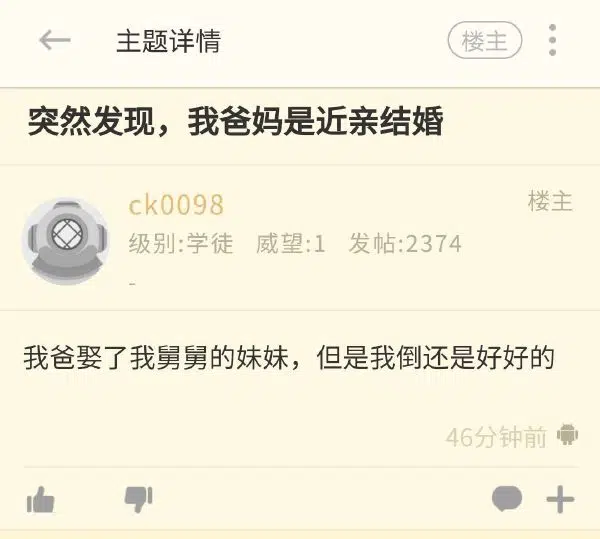 主题详情 楼主
突然发现，我爸妈是近亲结婚
ck0098 楼主
级别:学徒 威望:1 发帖:2374
-
我爸娶了我舅舅的妹妹，但是我倒还是好好的
46分钟前